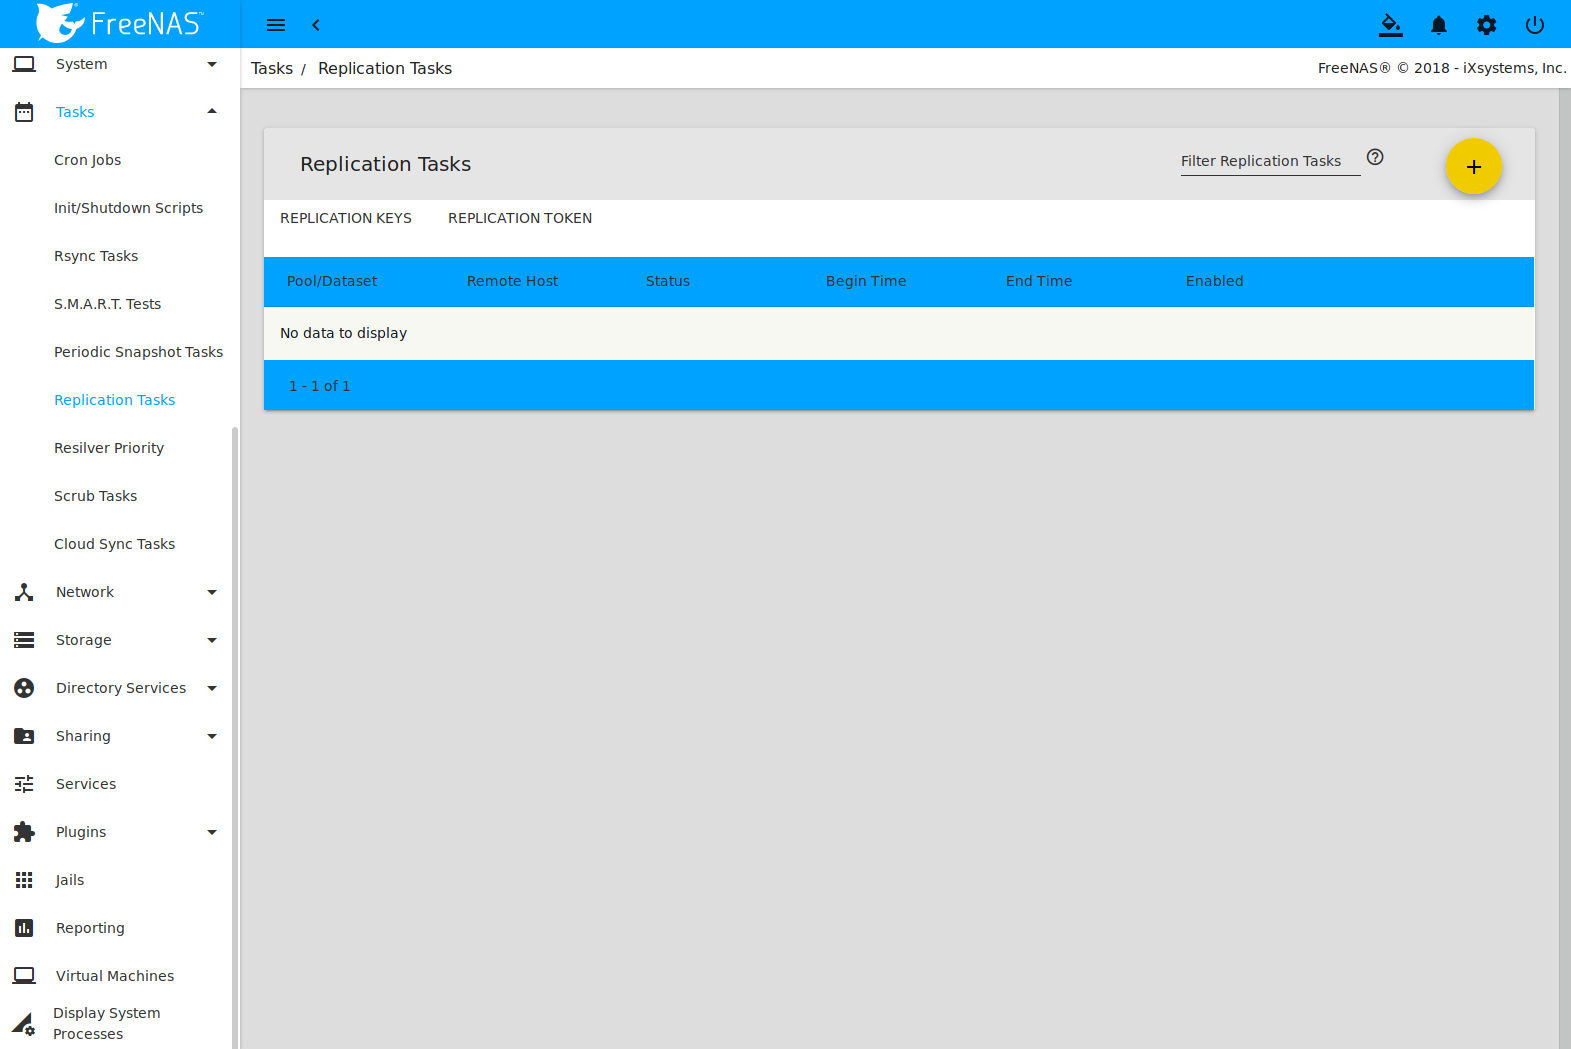 FreeNAS™
System
Tasks
Cron Jobs
Init/Shutdown Scripts
Rsync Tasks
S.M.A.R.T. Tests
Periodic Snapshot Tasks
Replication Tasks
Resilver Priority
Scrub Tasks
Cloud Sync Tasks
Network
Storage
Directory Services
Sharing
Services
Plugins
Jails
Reporting
Virtual Machines
Display System
Processes
Tasks / Replication Tasks
FreeNAS® © 2018 - iXsystems, Inc.
Replication Tasks
Filter Replication Tasks
REPLICATION KEYS REPLICATION TOKEN
Pool/Dataset Remote Host Status Begin Time End Time Enabled
No data to display
1 - 1 of 1